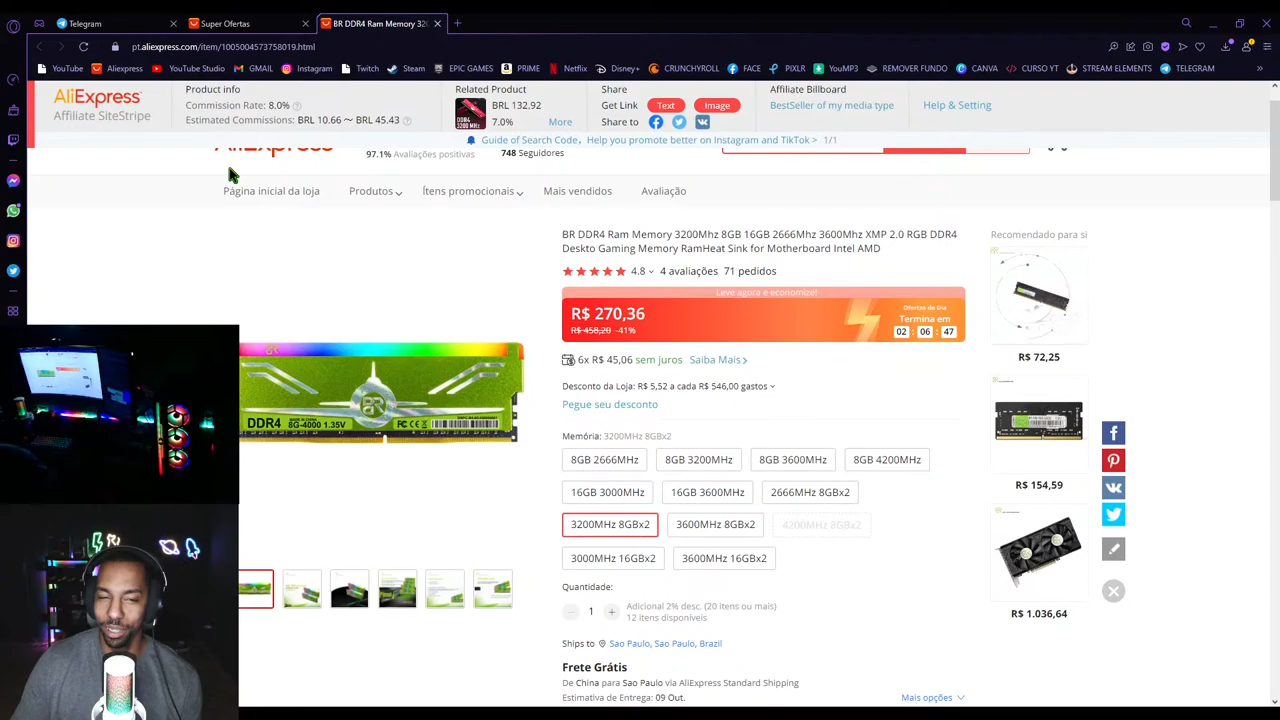 Telegram
Super Ofertas
BR DDR4 Ram Memory 320
pt.aliexpress.com/item/1005004573758019.html
YouTube
Aliexpress
YouTube Studio
GMAIL
Instagram
Twitch
Steam
EPIC GAMES
PRIME
Netflix
Disney+
CRUNCHYROLL
FACE
PIXLR
YouMP3
REMOVER FUNDO
CANVA
CURSO YT
STREAM ELEMENTS
TELEGRAM
AliExpress
Affiliate SiteStripe
Product info
Commission Rate: 8.0%
Estimated Commissions: BRL 10.66 ～ BRL 45.43
Related Product
BRL 132,92
7.0% More
Share
Get Link Text Image
Share to
Affiliate Billboard
BestSeller of my media type
Help & Setting
Guide of Search Code, Help you promote better on Instagram and TikTok > 1/1
AliExpress
97.1% Avaliações positivas
748 Seguidores
Página inicial da loja
Produtos
Ítens promocionais
Mais vendidos
Avaliação
BR DDR4 Ram Memory 3200Mhz 8GB 16GB 2666Mhz 3600Mhz XMP 2.0 RGB DDR4
Deskto Gaming Memory RamHeat Sink for Motherboard Intel AMD
4.8 4 avaliações 71 pedidos
Leve agora e economize!
R$ 270,36
R$ 458,20 -41%
Ofertas do Dia
Termina em
02 : 06 : 47
6x R$ 45,06 sem juros Saiba Mais
Desconto da Loja: R$ 5,52 a cada R$ 546,00 gastos
Pegue seu desconto
Memória: 3200MHz 8GBx2
8GB 2666MHz
8GB 3200MHz
8GB 3600MHz
8GB 4200MHz
16GB 3000MHz
16GB 3600MHz
2666MHz 8GBx2
3200MHz 8GBx2
3600MHz 8GBx2
4200MHz 8GBx2
3000MHz 16GBx2
3600MHz 16GBx2
Quantidade:
1
Adicional 2% desc. (20 itens ou mais)
12 itens disponíveis
Ships to Sao Paulo, Sao Paulo, Brazil
Frete Grátis
De China para Sao Paulo via AliExpress Standard Shipping
Estimativa de Entrega: 09 Out.
Mais opções
Recomendado para si
R$ 72,25
R$ 154,59
R$ 1.036,64
BR
DDR4
8G-4000 1.35V